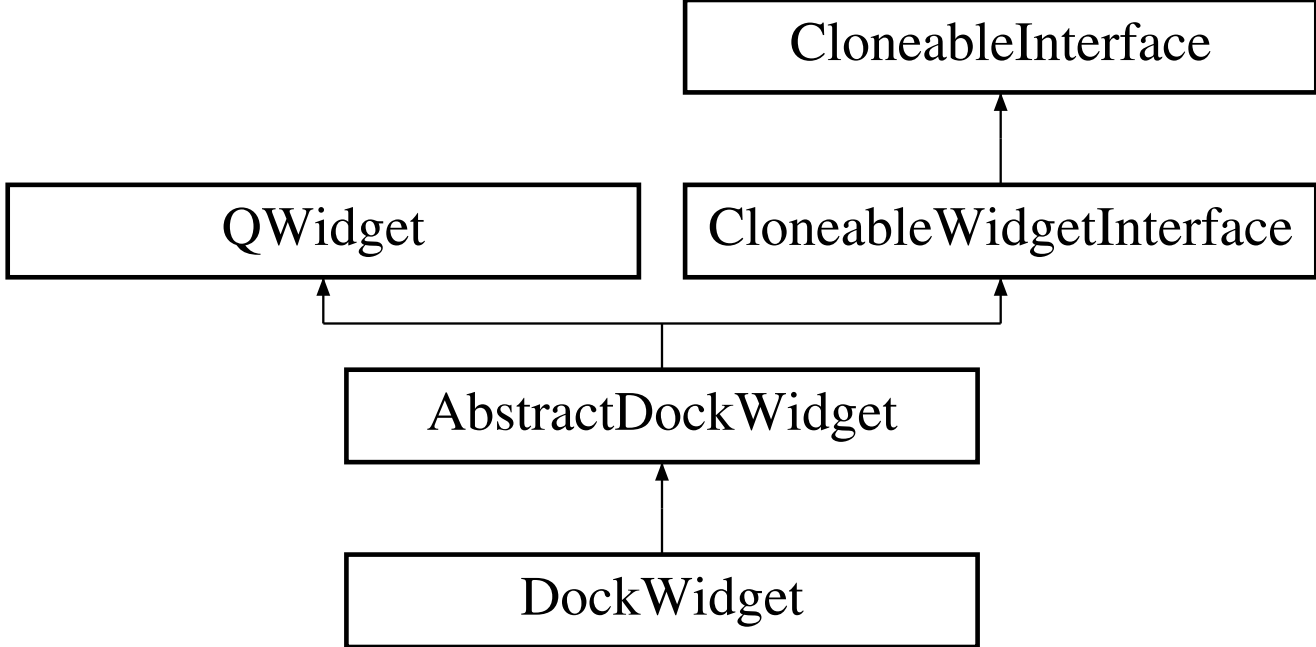 CloneableInterface
QWidget
CloneableWidgetInterface
AbstractDockWidget
DockWidget